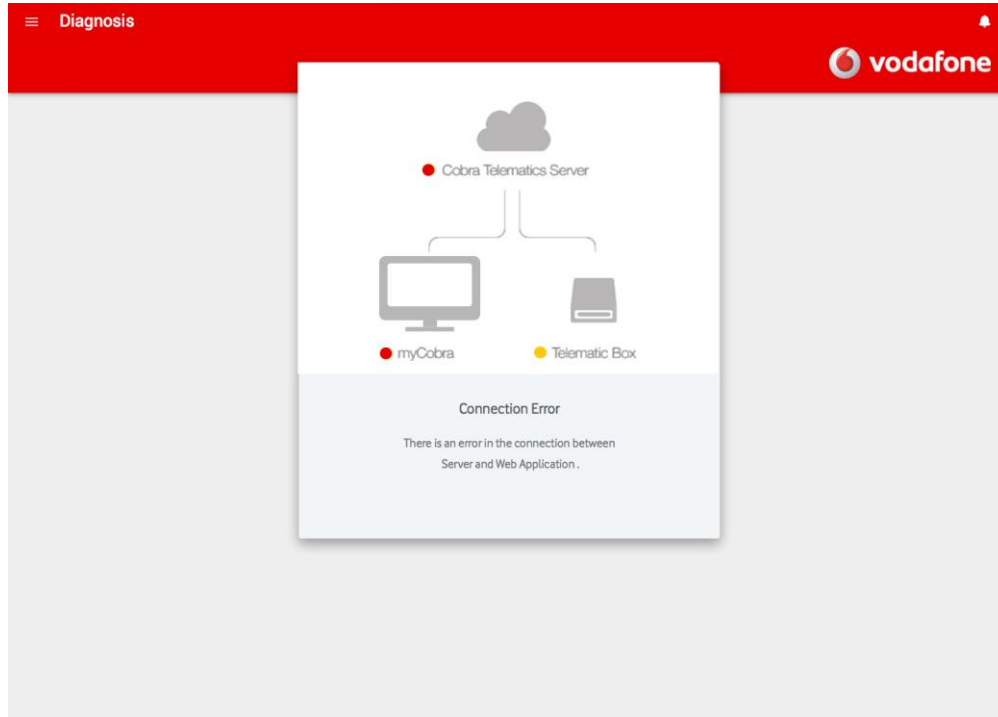 Diagnosis
vodafone
Cobra Telematics Server
myCobra
Telematic Box
Connection Error
There is an error in the connection between
Server and Web Application .